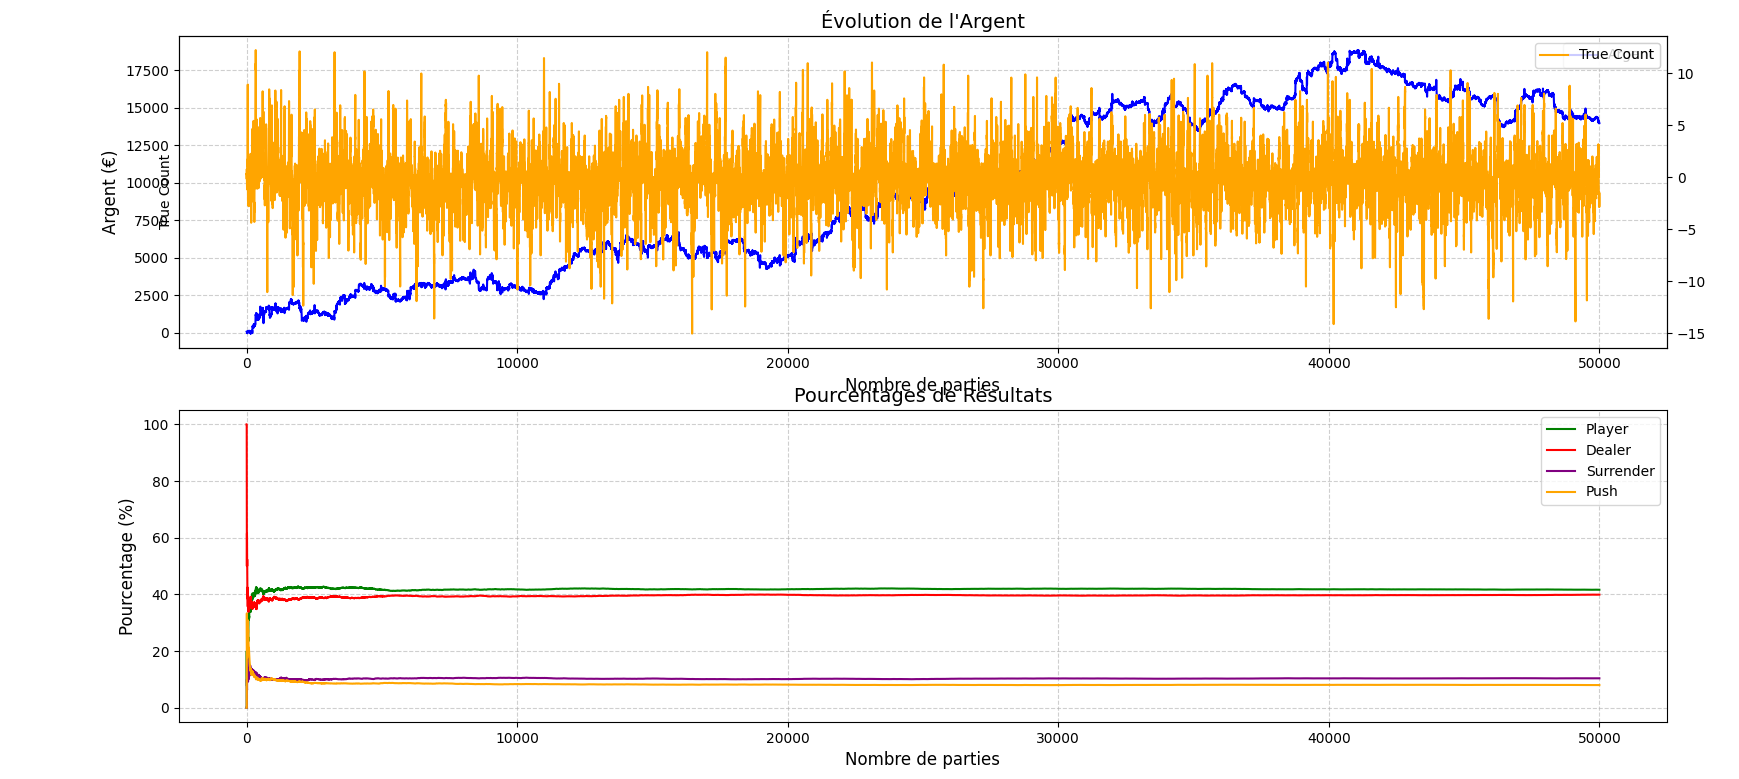 Évolution de l'Argent
Argent (€)
True Count
17500
15000
12500
10000
7500
5000
2500
0
10
5
0
−5
−10
−15
True Count
0
10000
20000
30000
40000
50000
Nombre de parties
Pourcentages de Résultats
Pourcentage (%)
100
80
60
40
20
0
Player
Dealer
Surrender
Push
0
10000
20000
30000
40000
50000
Nombre de parties